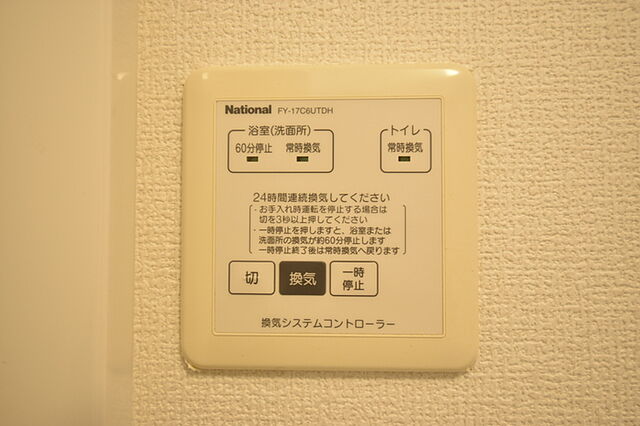 National FY-17C6UTDH
浴室(洗面所)
60分停止 常時換気
トイレ
常時換気
24時間連続換気してください
・お手入れ時運転を停止する場合は
切を3秒以上押してください
・一時停止を押しますと、浴室または
洗面所の換気が約60分停止します
一時停止終了後は常時換気へ戻ります
切
換気
一時
停止
換気システムコントローラー